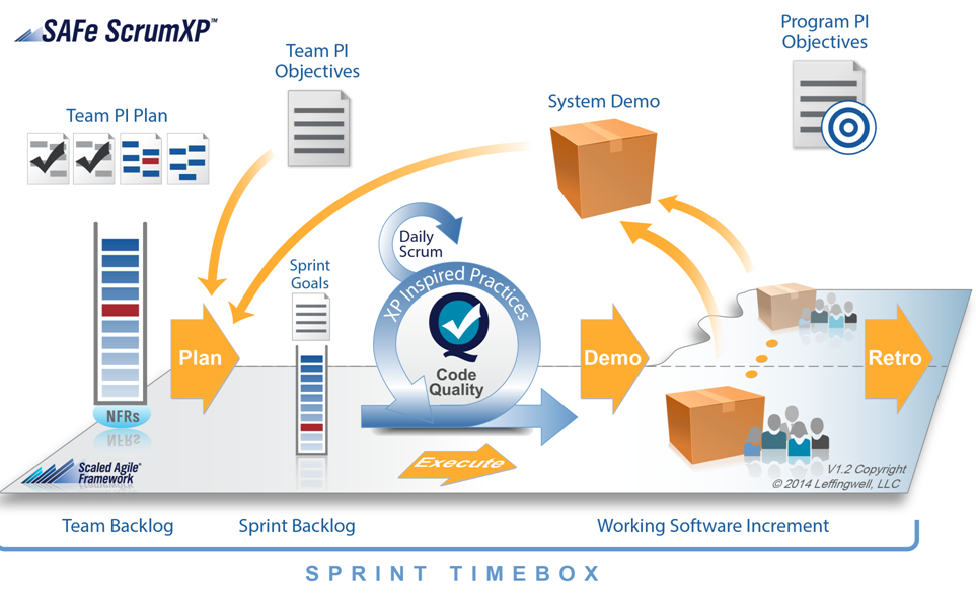 SAFe ScrumXP™
Program PI
Objectives
Team PI
Objectives
System Demo
Team PI Plan
Daily
Scrum
Sprint
Goals
XP Inspired Practices
Plan
Code
Quality
Demo
Retro
NFRs
Execute
Scaled Agile®
Framework
V1.2 Copyright
© 2014 Leffingwell, LLC
Team Backlog
Sprint Backlog
Working Software Increment
SPRINT TIMEBOX